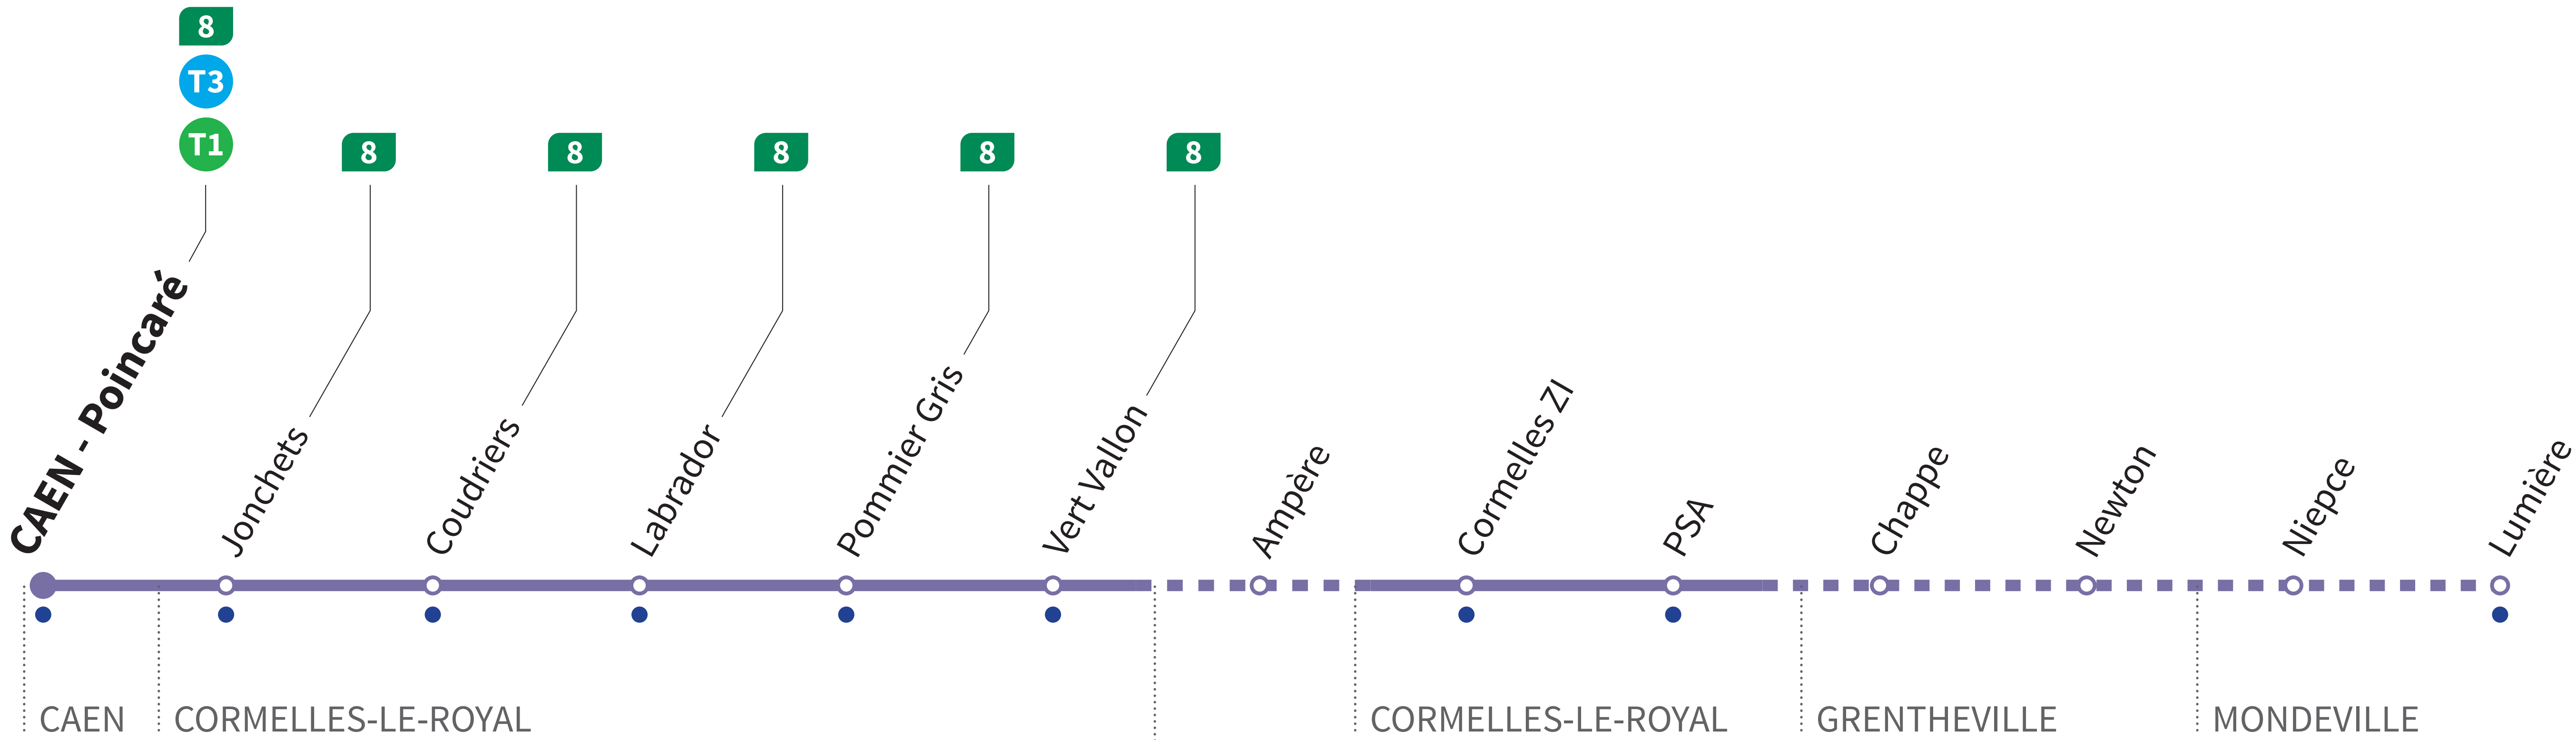 8
T3
T1
8
8
8
8
8
CAEN - Poincaré
Jonchets
Coudriers
Labrador
Pommier Gris
Vert Vallon
Ampère
Cormelles ZI
PSA
Chappe
Newton
Niepce
Lumière
CAEN
CORMELLES-LE-ROYAL
CORMELLES-LE-ROYAL
GRENTHEVILLE
MONDEVILLE